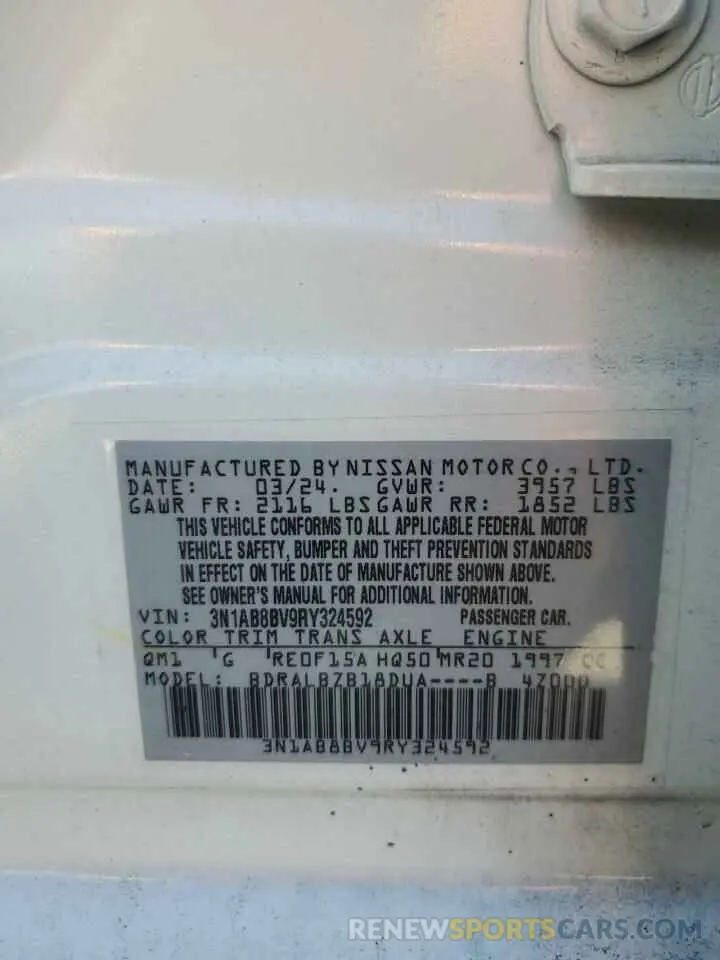 MANUFACTURED BY NISSAN MOTOR CO., LTD.
DATE: 03/24. GVWR: 3957 LBS
GAWR FR: 2116 LBS GAWR RR: 1852 LBS
THIS VEHICLE CONFORMS TO ALL APPLICABLE FEDERAL MOTOR
VEHICLE SAFETY, BUMPER AND THEFT PREVENTION STANDARDS
IN EFFECT ON THE DATE OF MANUFACTURE SHOWN ABOVE.
SEE OWNER'S MANUAL FOR ADDITIONAL INFORMATION.
VIN: 3N1AB8BV9RY324592 PASSENGER CAR.
COLOR TRIM TRANS AXLE ENGINE
QM1 'G 'RE0F15A HQ50'MR20 1997 CC
MODEL: BDRALBZB18DUA----B 4Z000
3N1AB8BV9RY324592
RENEWSPORTSCARS.COM